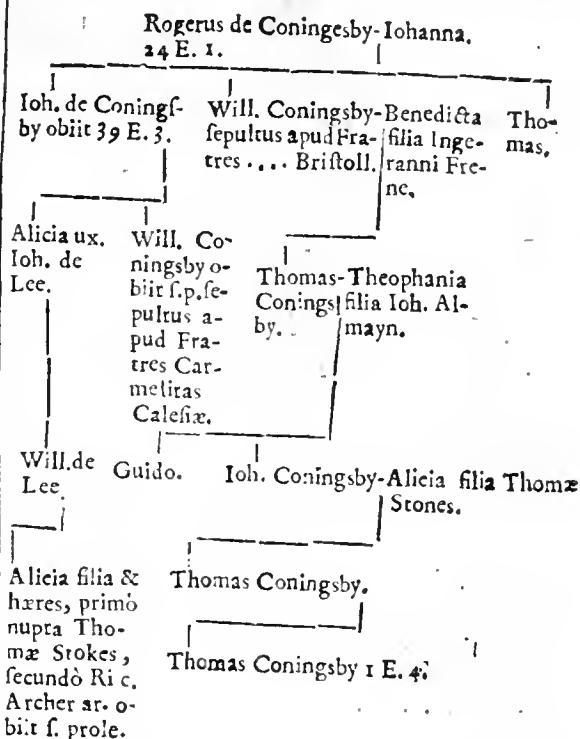 Rogerus de Coningesby-Iohanna.
24 E. 1.
Ioh. de Coningſ-
by obiit 39 E. 3.
Will. Coningsby-Benedicta
ſepultus apud Fra- filia Inge-
tres .... Briſtoll. ranni Fre-
ne,
Tho-
mas,
Alicia ux.
Ioh. de
Lee.
Will. Co-
ningsby o-
biit ſ.p.ſe-
pultus a-
pud Fra-
tres Car-
melitas
Caleſiæ.
Thomas-Theophania
Conings filia Ioh. Al-
by. mayn.
Will.de
Lee.
Guido.
Ioh. Coningsby-Alicia filia Thomæ
Stones.
Alicia filia &
hæres, primò
nupta Tho-
mæ Stokes,
ſecundò Ric.
Archer ar. o-
biit ſ. prole.
Thomas Coningsby.
Thomas Coningsby 1 E. 4.